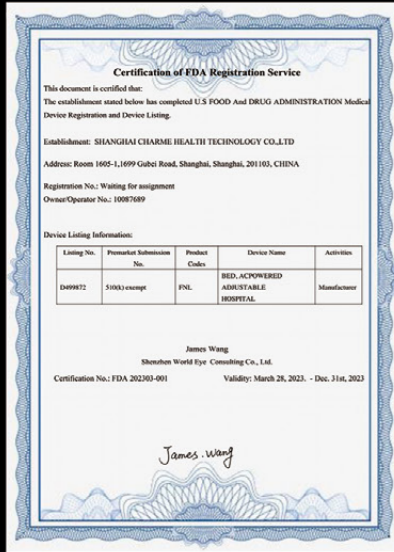 Certification of FDA Registration Service
This document is certified that:
The establishment stated below has completed U.S FOOD And DRUG ADMINISTRATION Medical
Device Registration and Device Listing.
Establishment: SHANGHAI CHARME HEALTH TECHNOLOGY CO.,LTD
Address: Room 1605-1,1699 Gubei Road, Shanghai, Shanghai, 201103, CHINA
Registration No.: Waiting for assignment
Owner/Operator No.: 10087689
Device Listing Information:
Listing No. Premarket Submission No. Product Codes Device Name Activities
D499872 510(k) exempt FNL BED, ACPOWERED ADJUSTABLE HOSPITAL Manufacturer
James Wang
Shenzhen World Eye Consulting Co., Ltd.
Certification No.: FDA 202303-001 Validity: March 28, 2023. - Dec. 31st, 2023
James.wang